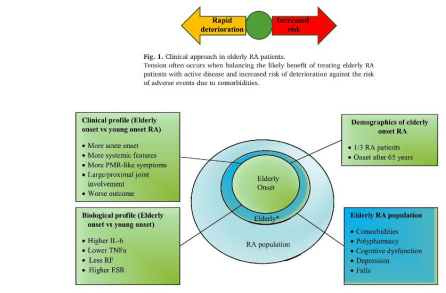 Rapid
deterioration
Increased
risk
Fig. 1. Clinical approach in elderly RA patients.
Tension often occurs when balancing the likely benefit of treating elderly RA
patients with active disease and increased risk of deterioration against the risk
of adverse events due to comorbidities.
Clinical profile (Elderly
onset vs young onset RA)
• More acute onset
• More systemic features
• More PMR-like symptoms
• Large/proximal joint
involvement
• Worse outcome
Demographics of elderly
onset RA
• 1/3 RA patients
• Onset after 65 years
Elderly
Onset
Elderly*
RA population
Biological profile (Elderly
onset vs young onset)
• Higher IL-6
• Lower TNFα
• Less RF
• Higher ESR
Elderly RA population
• Comorbidities
• Polypharmacy
• Cognitive dysfunction
• Depression
• Falls